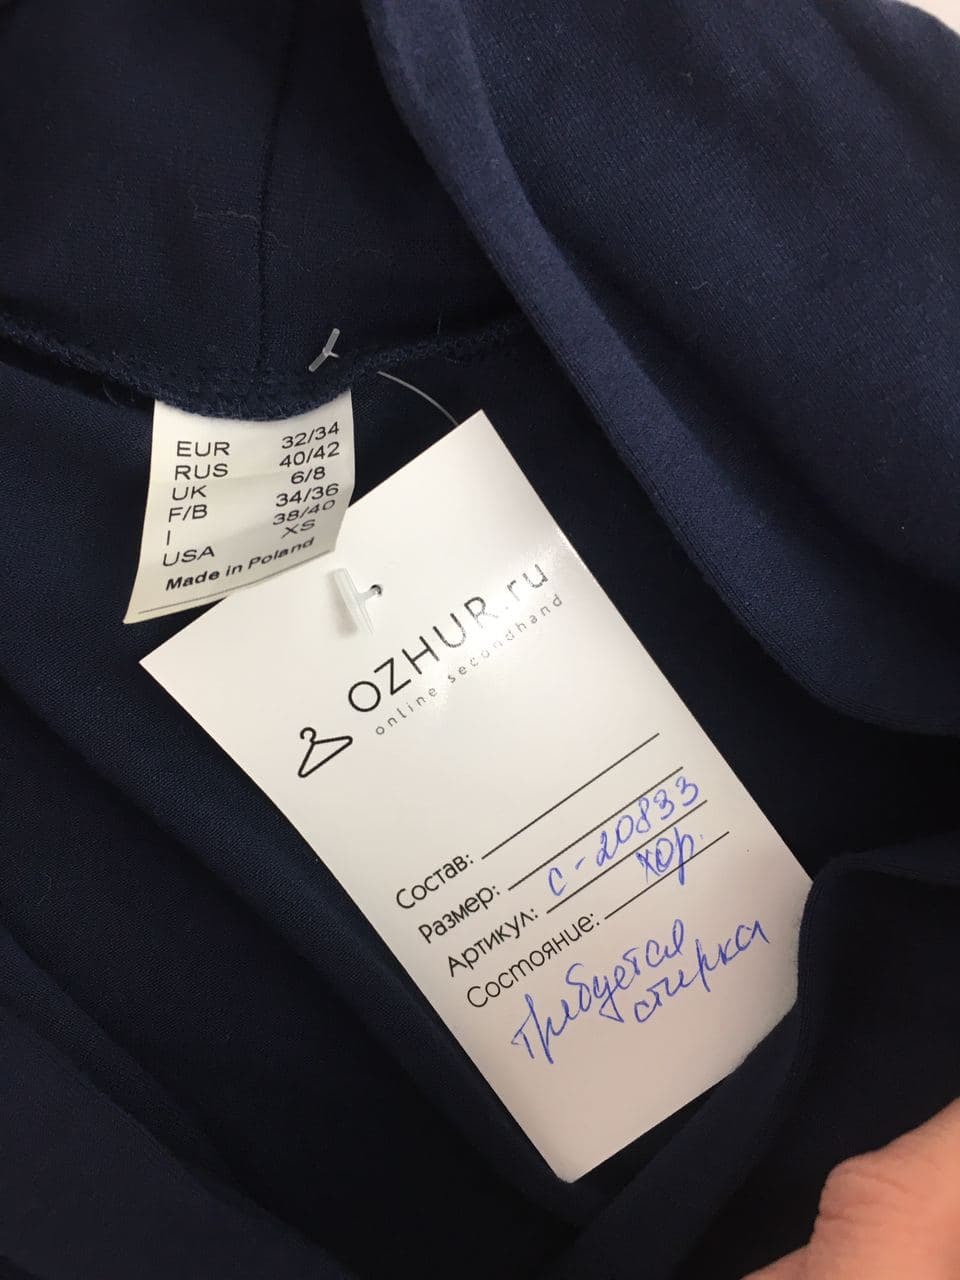 EUR 32/34
RUS 40/42
UK 6/8
F/B 34/36
I 38/40
USA XS
Made in Poland
OZHUR.ru
online secondhand
Состав:
Размер:
Артикул: с-20833
Состояние: хор.
Требуется
стирка